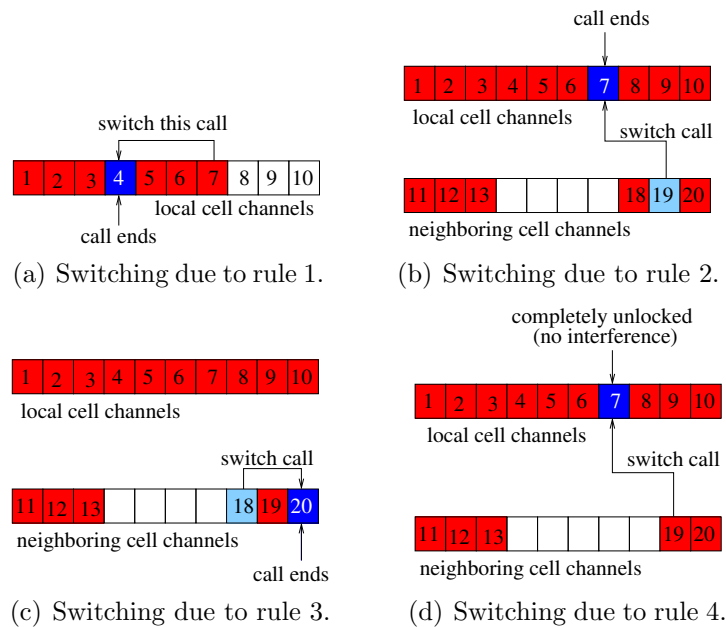 switch this call
1 2 3 4 5 6 7 8 9 10
local cell channels
call ends
(a) Switching due to rule 1.
call ends
1 2 3 4 5 6 7 8 9 10
local cell channels
switch call
11 12 13 18 19 20
neighboring cell channels
(b) Switching due to rule 2.
1 2 3 4 5 6 7 8 9 10
local cell channels
switch call
11 12 13 18 19 20
neighboring cell channels
call ends
(c) Switching due to rule 3.
completely unlocked
(no interference)
1 2 3 4 5 6 7 8 9 10
local cell channels
switch call
11 12 13 19 20
neighboring cell channels
(d) Switching due to rule 4.